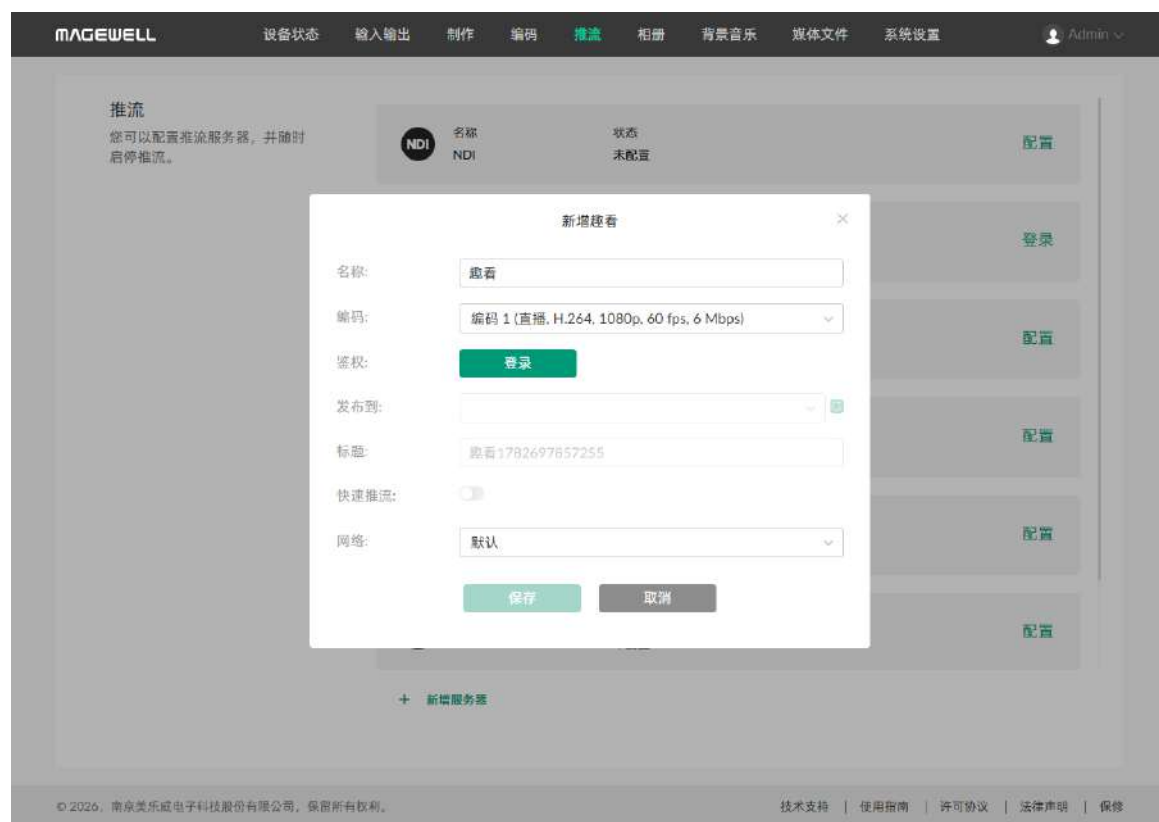 MAGEWELL
设备状态 输入输出 制作 编码 推流 相册 背景音乐 媒体文件 系统设置 Admin
推流
您可以配置推流服务器，并随时
启停推流。
NDI
名称 状态
NDI 未配置
配置
新增趣看
登录
名称: 趣看
编码: 编码 1 (直播, H.264, 1080p, 60 fps, 6 Mbps)
配置
鉴权: 登录
发布到:
配置
标题: 趣看1782697857255
快速推流:
网络: 默认
配置
保存 取消
配置
+ 新增服务器
© 2026，南京美乐威电子科技股份有限公司，保留所有权利。 技术支持 | 使用指南 | 许可协议 | 法律声明 | 保修